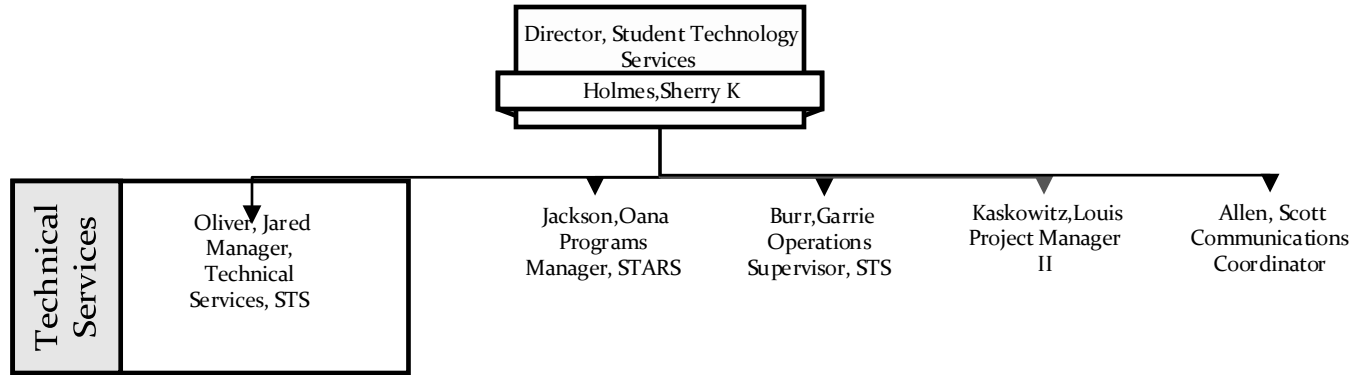 Director, Student Technology
Services
Holmes,Sherry K
Technical
Services
Oliver, Jared
Manager,
Technical
Services, STS
Jackson,Oana
Programs
Manager, STARS
Burr,Garrie
Operations
Supervisor, STS
Kaskowitz,Louis
Project Manager
II
Allen, Scott
Communications
Coordinator